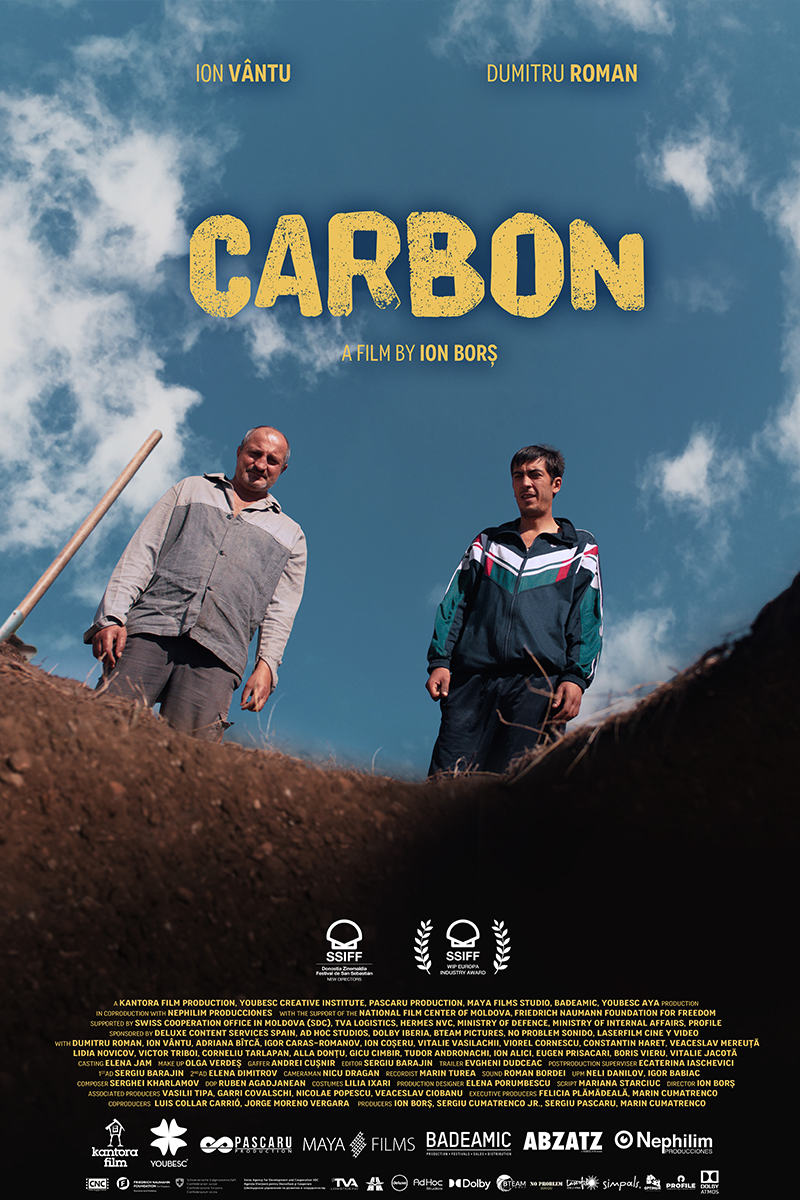 ION VÂNTU
DUMITRU ROMAN
CARBON
A FILM BY ION BORȘ
SSIFF
Donostia Zinemaldia
Festival de San Sebastián
NEW DIRECTORS
SSIFF
WIP EUROPA
INDUSTRY AWARD
A KANTORA FILM PRODUCTION, YOUBESC CREATIVE INSTITUTE, PASCARU PRODUCTION, MAYA FILMS STUDIO, BADEAMIC, YOUBESC AYA PRODUCTION
IN COPRODUCTION WITH NEPHILIM PRODUCCIONES WITH THE SUPPORT OF THE NATIONAL FILM CENTER OF MOLDOVA, FRIEDRICH NAUMANN FOUNDATION FOR FREEDOM
SUPPORTED BY SWISS COOPERATION OFFICE IN MOLDOVA (SDC), TVA LOGISTICS, HERMES NVC, MINISTRY OF DEFENCE, MINISTRY OF INTERNAL AFFAIRS, PROFILE
SPONSORED BY DELUXE CONTENT SERVICES SPAIN, AD HOC STUDIOS, DOLBY IBERIA, BTEAM PICTURES, NO PROBLEM SONIDO, LASERFILM CINE Y VIDEO
WITH DUMITRU ROMAN, ION VÂNTU, ADRIANA BÎTCĂ, IGOR CARAS-ROMANOV, ION COȘERU, VITALIE VASILACHII, VIOREL CORNESCU, CONSTANTIN HARET, VEACESLAV MEREUȚĂ
LIDIA NOVICOV, VICTOR TRIBOI, CORNELIU TARLAPAN, ALLA DONȚU, GICU CIMBIR, TUDOR ANDRONACHI, ION ALICI, EUGEN PRISACARI, BORIS VIERU, VITALIE JACOTĂ
CASTING ELENA JAM MAKE UP OLGA VERDEȘ GAFFER ANDREI CUȘNIR EDITOR SERGIU BARAJIN TRAILER EVGHENI DUDCEAC POSTPRODUCTION SUPERVISER ECATERINA IASCHEVICI
1ST AD SERGIU BARAJIN 2ND AD ELENA DIMITROV CAMERAMAN NICU DRAGAN RECORDIST MARIN TUREA SOUND ROMAN BORDEI UPM NELI DANILOV, IGOR BABIAC
COMPOSER SERGHEI KHARLAMOV DOP RUBEN AGADJANEAN COSTUMES LILIA IXARI PRODUCTION DESIGNER ELENA PORUMBESCU SCRIPT MARIANA STARCIUC DIRECTOR ION BORȘ
ASSOCIATED PRODUCERS VASILII TIPA, GARRI COVALSCHI, NICOLAE POPESCU, VEACESLAV CIOBANU EXECUTIVE PRODUCERS FELICIA PLĂMĂDEALĂ, MARIN CUMATRENCO
COPRODUCERS LUIS COLLAR CARRIÓ, JORGE MORENO VERGARA PRODUCERS ION BORȘ, SERGIU CUMATRENCO JR., SERGIU PASCARU, MARIN CUMATRENCO
kantora film
YOUBESC
PASCARU PRODUCTION
MAYA FILMS
BADEAMIC
PRODUCTION • FESTIVALS • SALES • DISTRIBUTION
ABZATZ
Nephilim PRODUCCIONES
CNC
FRIEDRICH NAUMANN FOUNDATION
TVA
deluxe
AdHoc Studios
Dolby
BTEAM
NO PROBLEM
simpals
PROFILE
DOLBY ATMOS